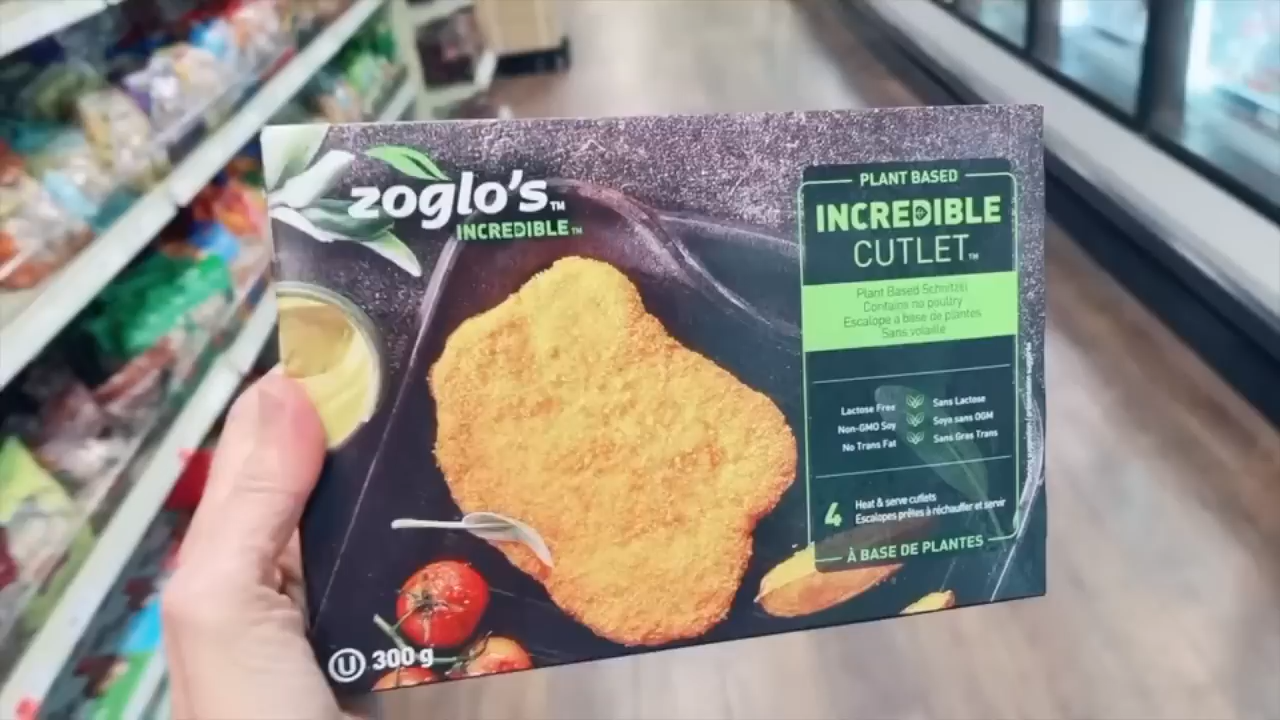 zoglo's™
INCREDIBLE™
PLANT BASED
INCREDIBLE
CUTLET™
Plant Based Schnitzel
Contains no poultry
Escalope à base de plantes
Sans volaille
Lactose Free
Sans Lactose
Non-GMO Soy
Soya sans OGM
No Trans Fat
Sans Gras Trans
4 Heat & serve cutlets
Escalopes prêtes à réchauffer et servir
À BASE DE PLANTES
U 300 g